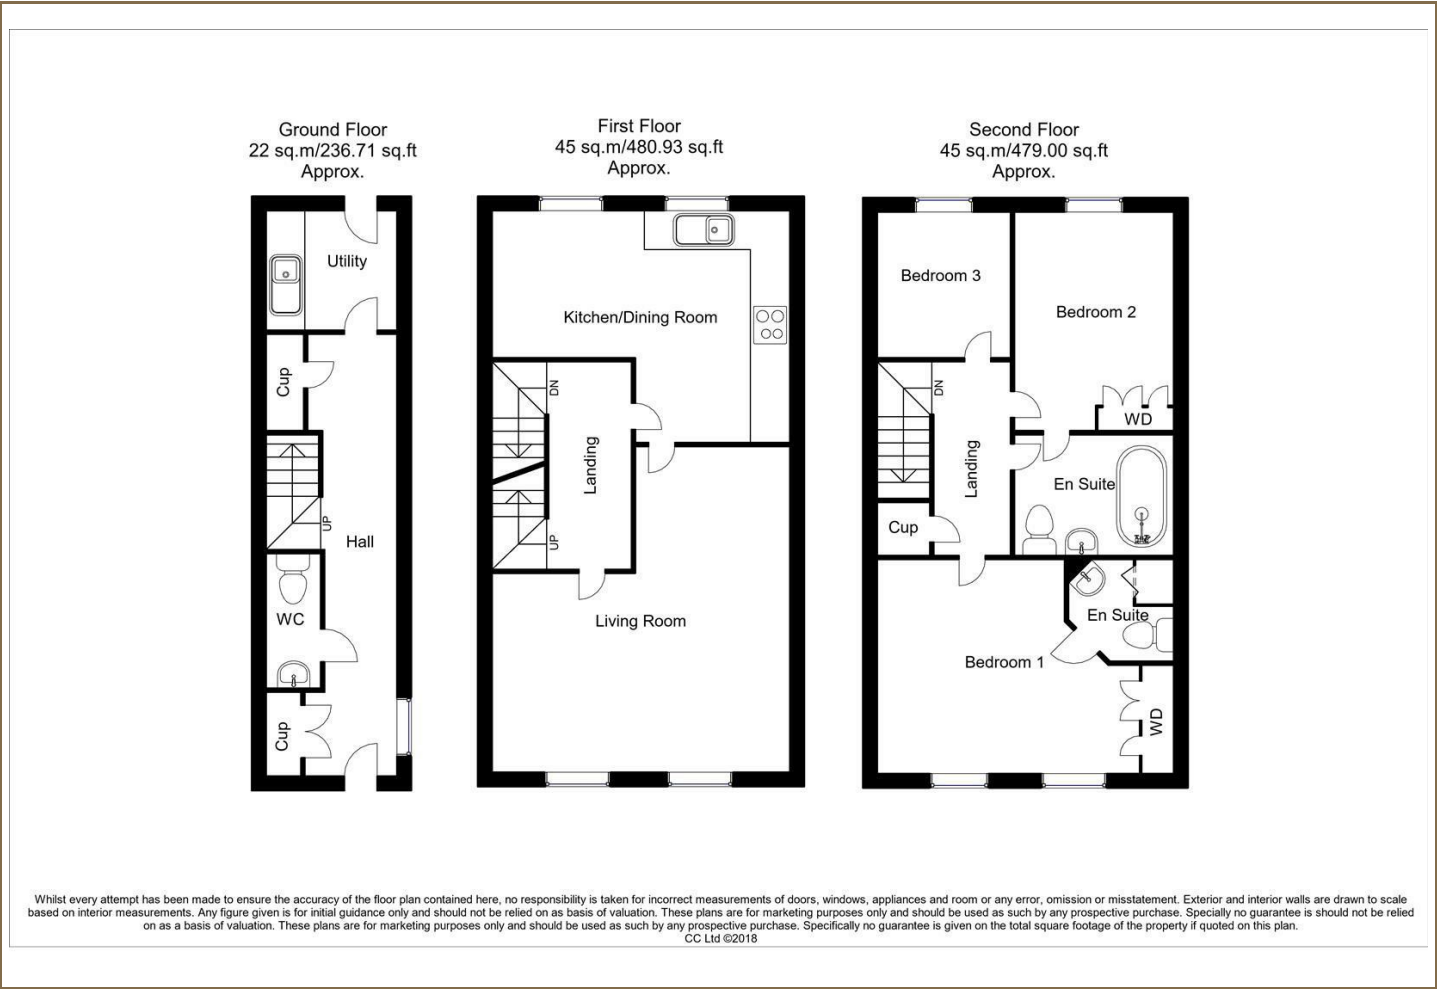 Ground Floor
22 sq.m/236.71 sq.ft
Approx.
Utility
Cup
UP
Hall
WC
Cup
First Floor
45 sq.m/480.93 sq.ft
Approx.
Kitchen/Dining Room
DN
Landing
UP
Living Room
Second Floor
45 sq.m/479.00 sq.ft
Approx.
Bedroom 3
Bedroom 2
DN
WD
Landing
En Suite
Cup
En Suite
Bedroom 1
WD
Whilst every attempt has been made to ensure the accuracy of the floor plan contained here, no responsibility is taken for incorrect measurements of doors, windows, appliances and room or any error, omission or misstatement. Exterior and interior walls are drawn to scale
based on interior measurements. Any figure given is for initial guidance only and should not be relied on as basis of valuation. These plans are for marketing purposes only and should be used as such by any prospective purchase. Specially no guarantee is should not be relied
on as a basis of valuation. These plans are for marketing purposes only and should be used as such by any prospective purchase. Specifically no guarantee is given on the total square footage of the property if quoted on this plan.
CC Ltd ©2018